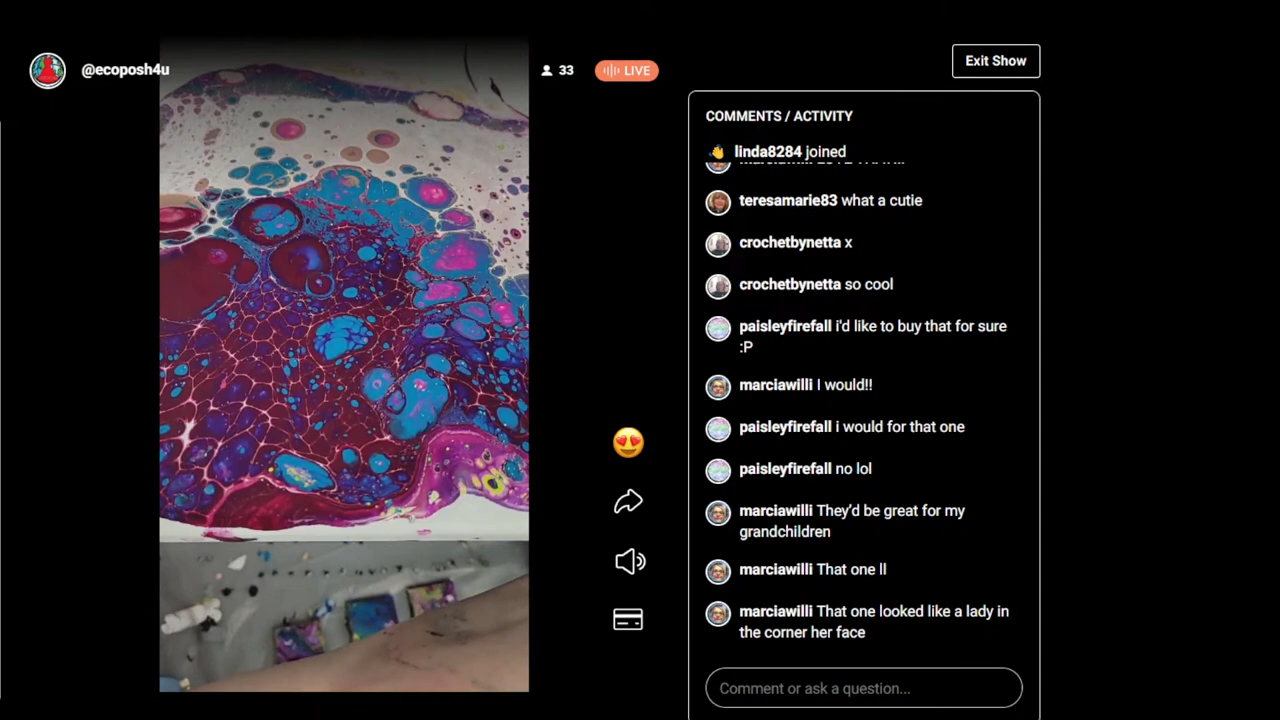 @ecoposh4u
33
LIVE
Exit Show
COMMENTS / ACTIVITY
linda8284 joined
teresamarie83 what a cutie
crochetbynetta x
crochetbynetta so cool
paisleyfirefall i'd like to buy that for sure
:P
marciawilli I would!!
paisleyfirefall i would for that one
paisleyfirefall no lol
marciawilli They'd be great for my
grandchildren
marciawilli That one ll
marciawilli That one looked like a lady in
the corner her face
Comment or ask a question...